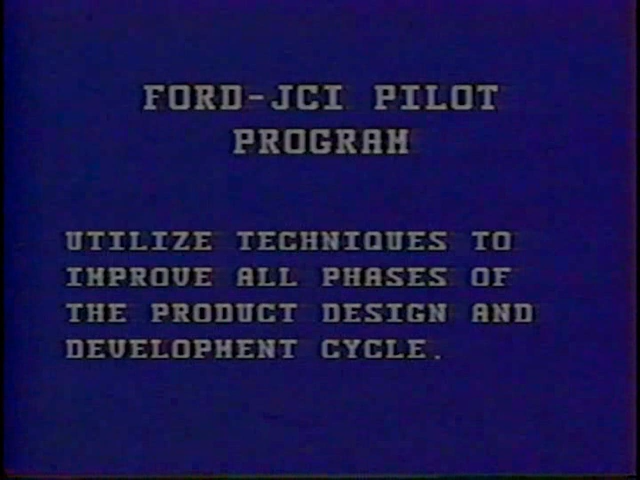 FORD-JCI PILOT
PROGRAM
UTILIZE TECHNIQUES TO
IMPROVE ALL PHASES OF
THE PRODUCT DESIGN AND
DEVELOPMENT CYCLE.